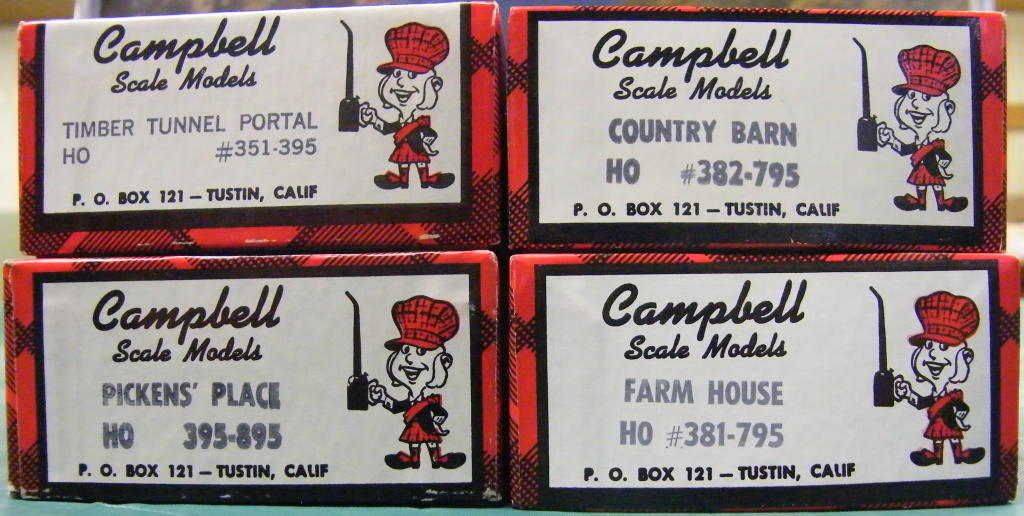 Campbell
Scale Models
TIMBER TUNNEL PORTAL
HO #351-395
P. O. BOX 121 — TUSTIN, CALIF
Campbell
Scale Models
COUNTRY BARN
HO #382-795
P. O. BOX 121 — TUSTIN, CALIF
Campbell
Scale Models
PICKENS' PLACE
HO 395-895
P. O. BOX 121 — TUSTIN, CALIF
Campbell
Scale Models
FARM HOUSE
HO #381-795
P. O. BOX 121 — TUSTIN, CALIF